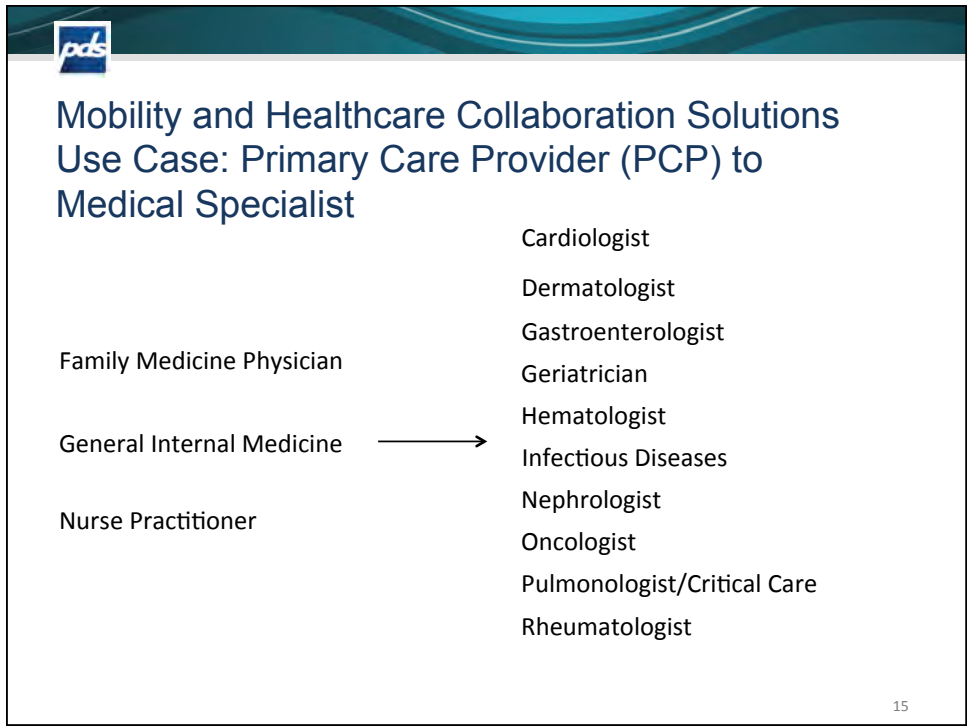 pds
Mobility and Healthcare Collaboration Solutions
Use Case: Primary Care Provider (PCP) to
Medical Specialist
Family Medicine Physician
General Internal Medicine
Nurse Practitioner
Cardiologist
Dermatologist
Gastroenterologist
Geriatrician
Hematologist
Infectious Diseases
Nephrologist
Oncologist
Pulmonologist/Critical Care
Rheumatologist
15